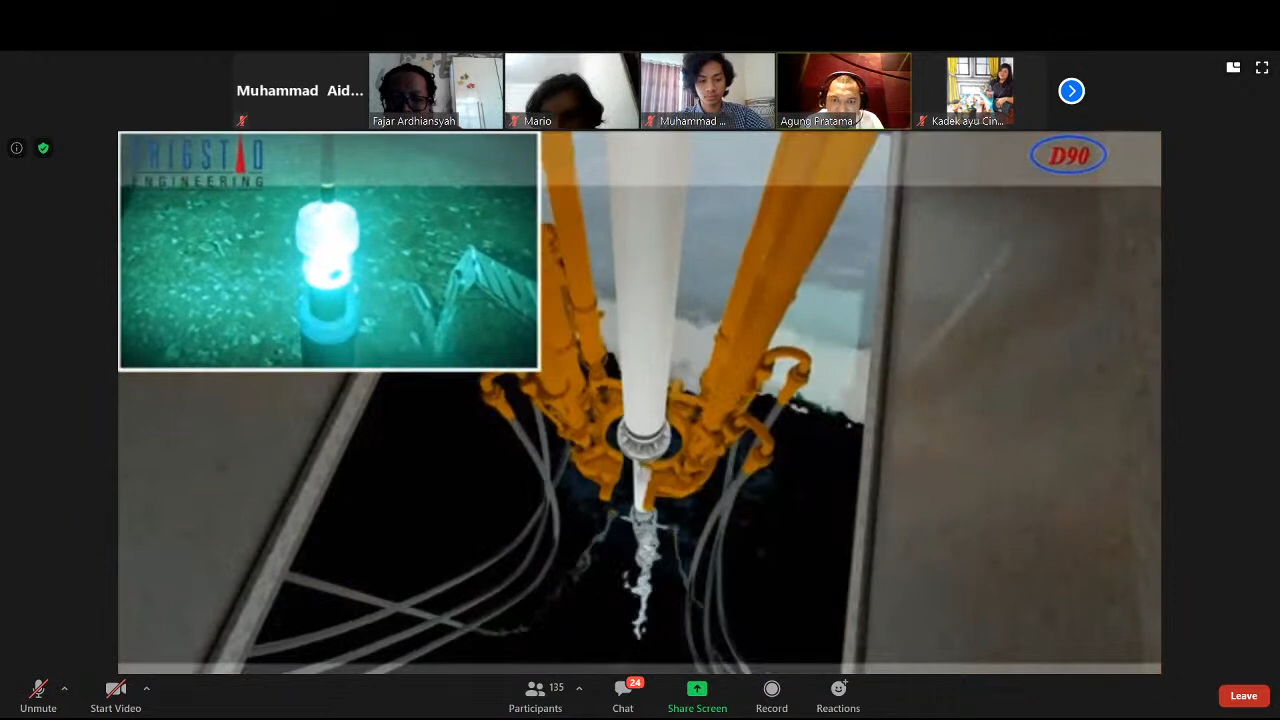 Muhammad Aid...
Fajar Ardhiansyah
Mario
Muhammad ...
Agung Pratama
Kadek ayu Cin...
FRIGSTAD
ENGINEERING
D90
Unmute
Start Video
135
Participants
24
Chat
Share Screen
Record
Reactions
Leave